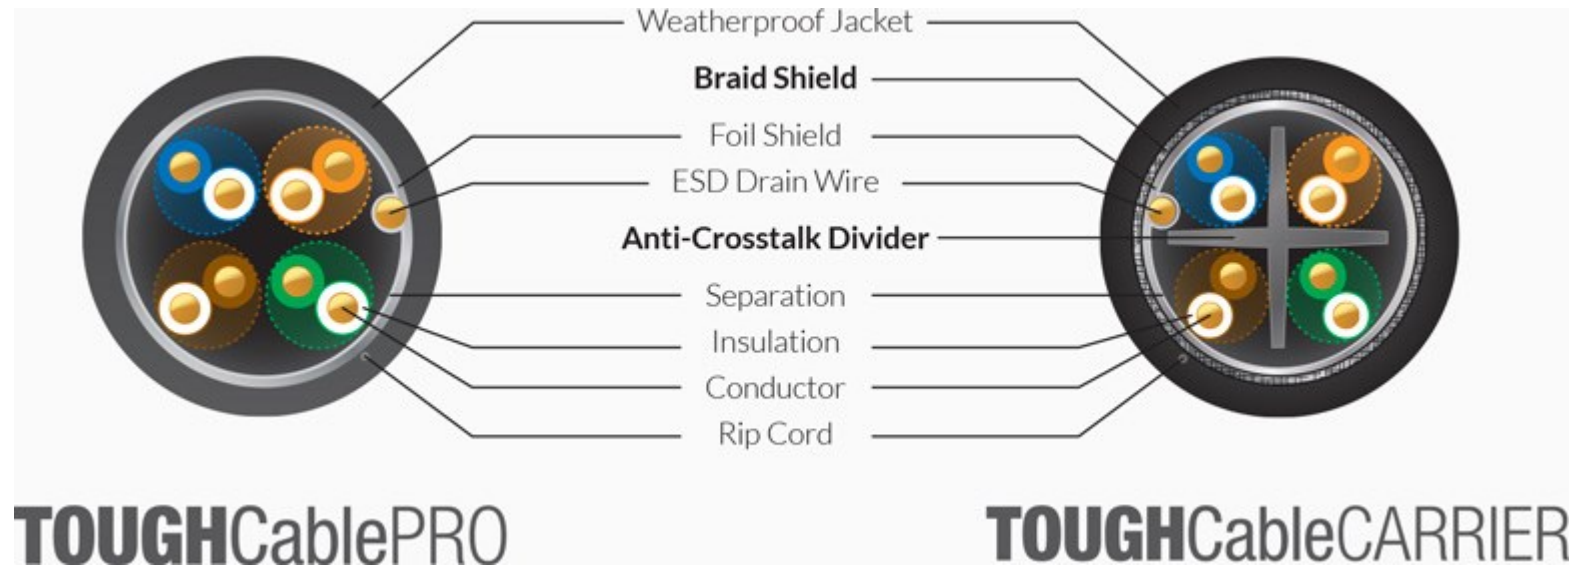 Weatherproof Jacket
Braid Shield
Foil Shield
ESD Drain Wire
Anti-Crosstalk Divider
Separation
Insulation
Conductor
Rip Cord
TOUGHCablePRO
TOUGHCableCARRIER